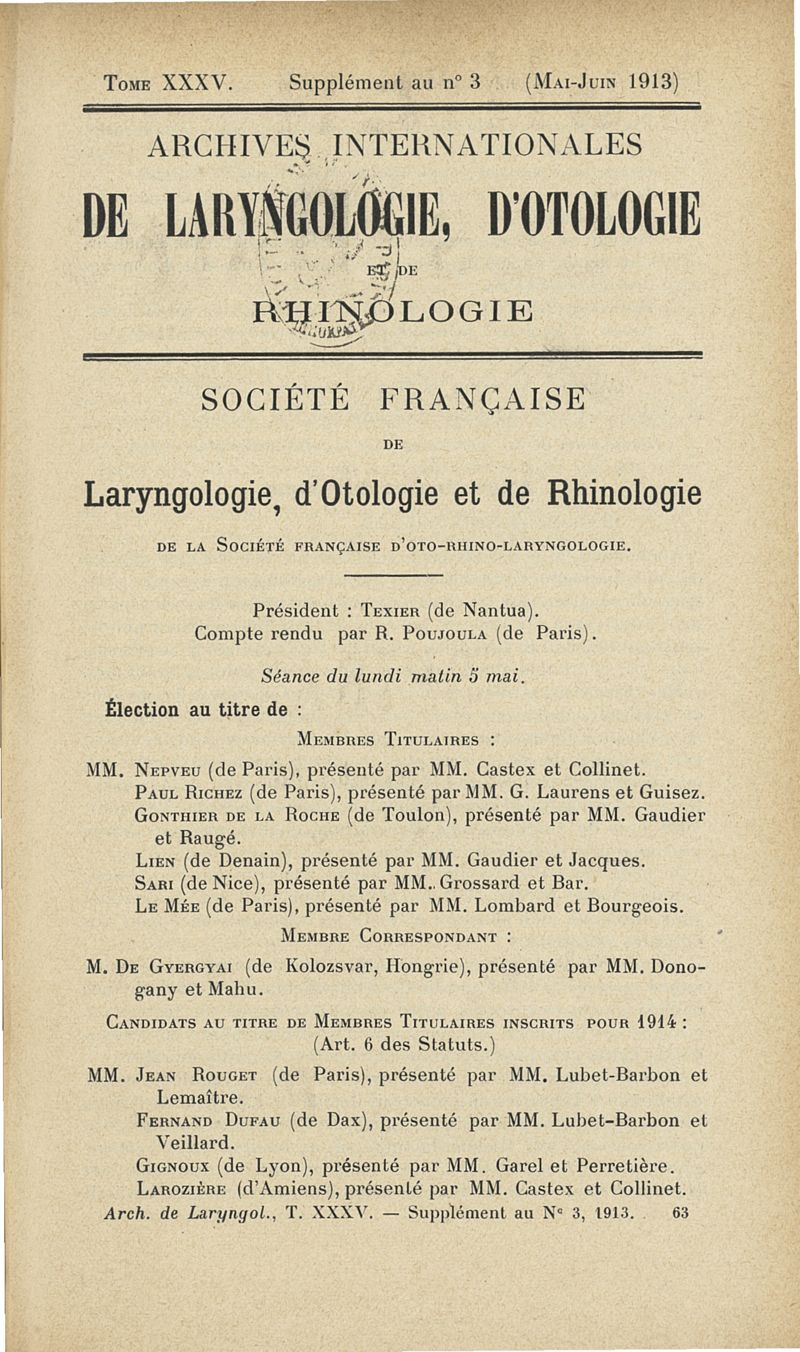 Tome XXXV. Supplément au n° 3 (Mai-Juin 1913)
ARCHIVES INTERNATIONALES
DE LARYNGOLOGIE, D'OTOLOGIE
ET DE
RHINOLOGIE
SOCIÉTÉ FRANÇAISE
DE
Laryngologie, d'Otologie et de Rhinologie
DE LA SOCIÉTÉ FRANÇAISE D'OTO-RHINO-LARYNGOLOGIE.
Président : Texier (de Nantua).
Compte rendu par R. Poujoula (de Paris).
Séance du lundi matin 5 mai.
Élection au titre de :
Membres Titulaires :
MM. Nepveu (de Paris), présenté par MM. Castex et Collinet.
Paul Richez (de Paris), présenté par MM. G. Laurens et Guisez.
Gonthier de la Roche (de Toulon), présenté par MM. Gaudier
et Raugé.
Lien (de Denain), présenté par MM. Gaudier et Jacques.
Sari (de Nice), présenté par MM. Grossard et Bar.
Le Mée (de Paris), présenté par MM. Lombard et Bourgeois.
Membre Correspondant :
M. De Gyergyai (de Kolozsvar, Hongrie), présenté par MM. Dono-
gany et Mahu.
Candidats au titre de Membres Titulaires inscrits pour 1914 :
(Art. 6 des Statuts.)
MM. Jean Rouget (de Paris), présenté par MM. Lubet-Barbon et
Lemaître.
Fernand Dufau (de Dax), présenté par MM. Lubet-Barbon et
Veillard.
Gignoux (de Lyon), présenté par MM. Garel et Perretière.
Larozière (d'Amiens), présenté par MM. Castex et Collinet.
Arch. de Laryngol., T. XXXV. — Supplément au N° 3, 1913. 63